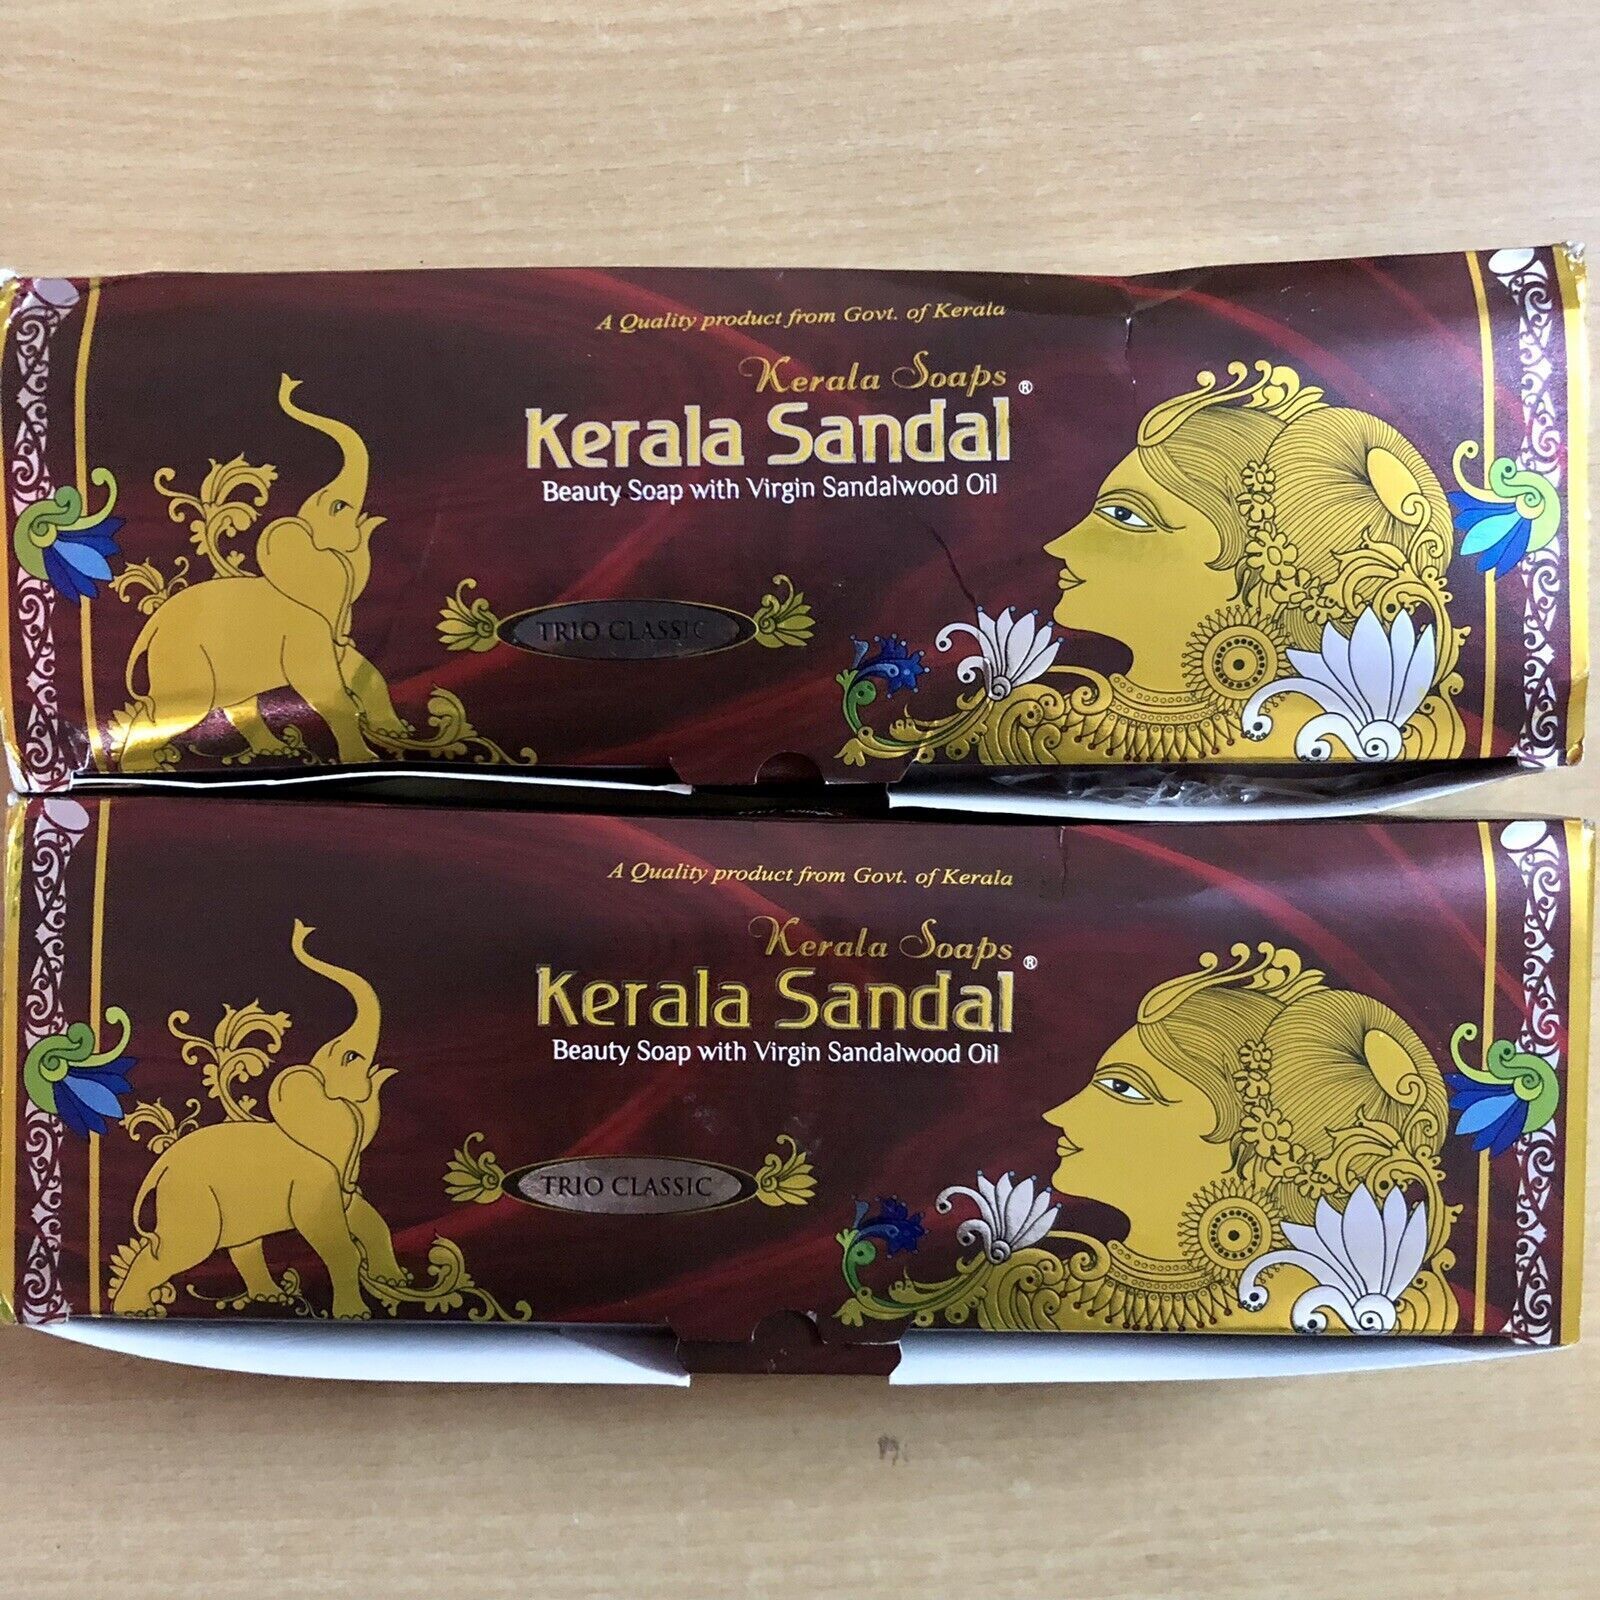 A Quality product from Govt. of Kerala
Kerala Soaps
Kerala Sandal ®
Beauty Soap with Virgin Sandalwood Oil
TRIO CLASSIC
A Quality product from Govt. of Kerala
Kerala Soaps
Kerala Sandal ®
Beauty Soap with Virgin Sandalwood Oil
TRIO CLASSIC